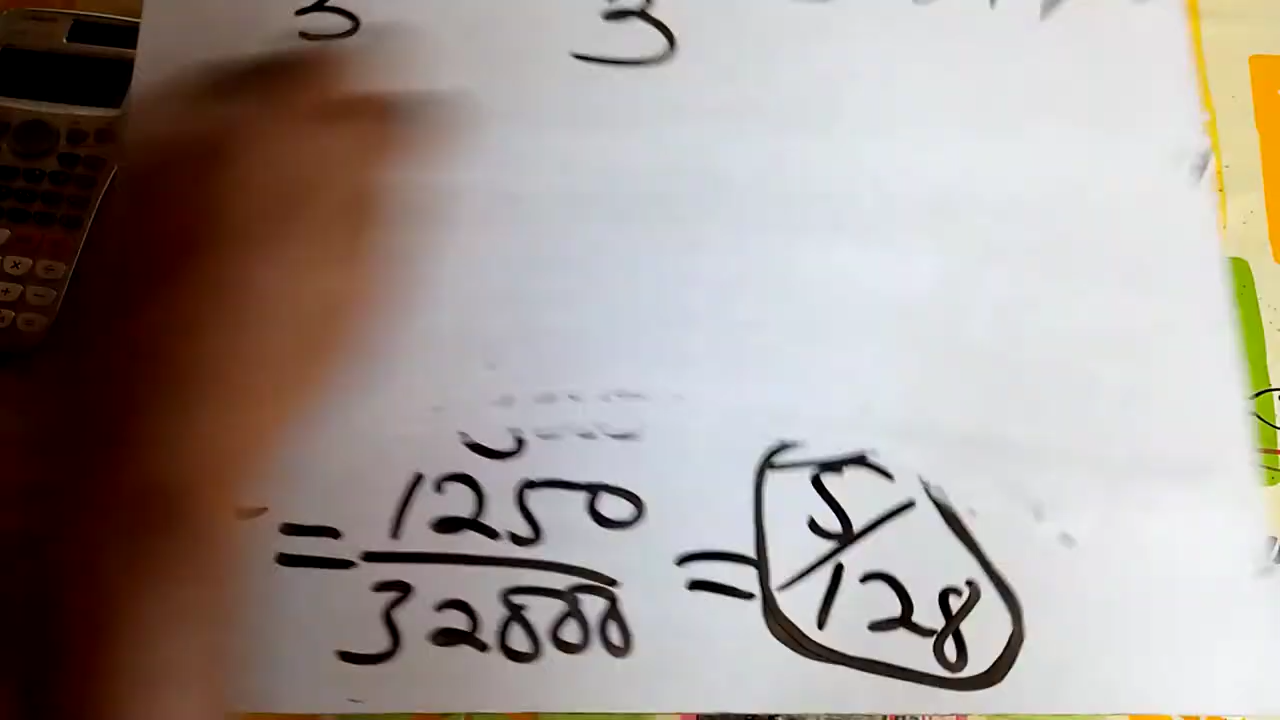 3 3
= 1250 / 32000 = 5/128